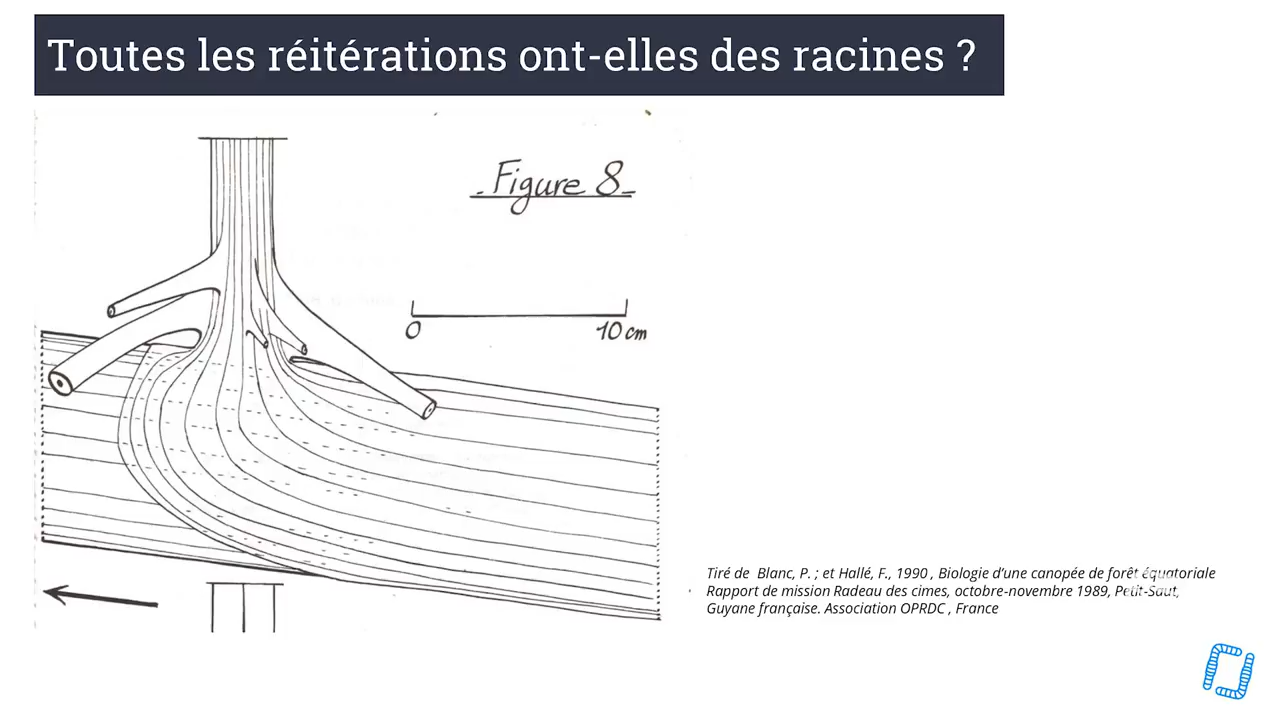 Toutes les réitérations ont-elles des racines ?
Figure 8
0 10 cm
Tiré de Blanc, P. ; et Hallé, F., 1990 , Biologie d'une canopée de forêt équatoriale
Rapport de mission Radeau des cimes, octobre-novembre 1989, Petit-Saut,
Guyane française. Association OPRDC , France